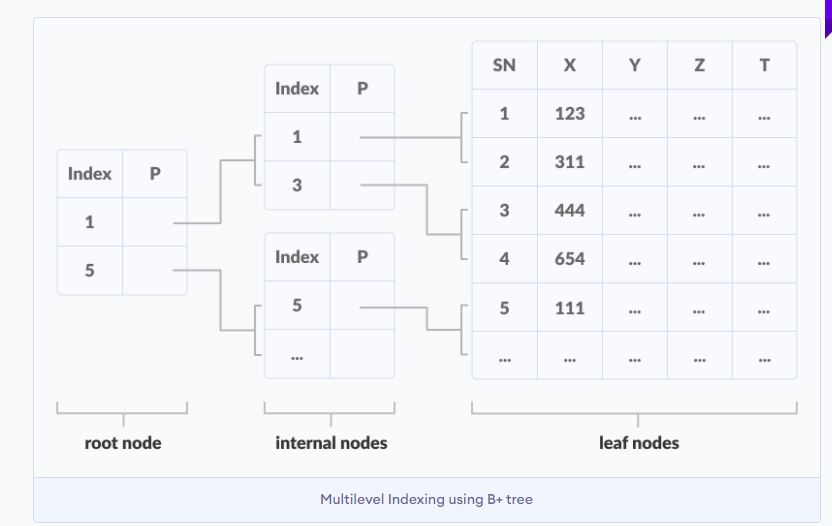 Index P
1
5
root node
Index P
1
3
Index P
5
...
internal nodes
SN X Y Z T
1 123 ... ... ...
2 311 ... ... ...
3 444 ... ... ...
4 654 ... ... ...
5 111 ... ... ...
... ... ... ... ...
leaf nodes
Multilevel Indexing using B+ tree